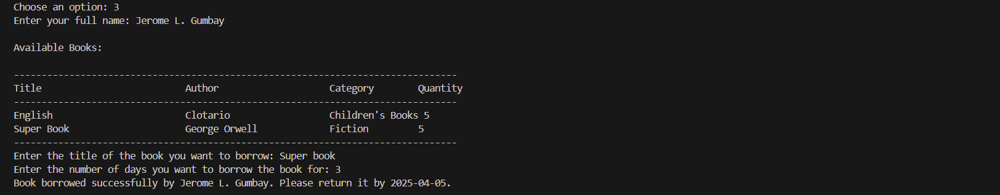 Choose an option: 3
Enter your full name: Jerome L. Gumbay
Available Books:
--------------------------------------------------------------------------------
Title                          Author                    Category        Quantity
--------------------------------------------------------------------------------
English                        Clotario                  Children's Books 5
Super Book                     George Orwell             Fiction         5
--------------------------------------------------------------------------------
Enter the title of the book you want to borrow: Super book
Enter the number of days you want to borrow the book for: 3
Book borrowed successfully by Jerome L. Gumbay. Please return it by 2025-04-05.